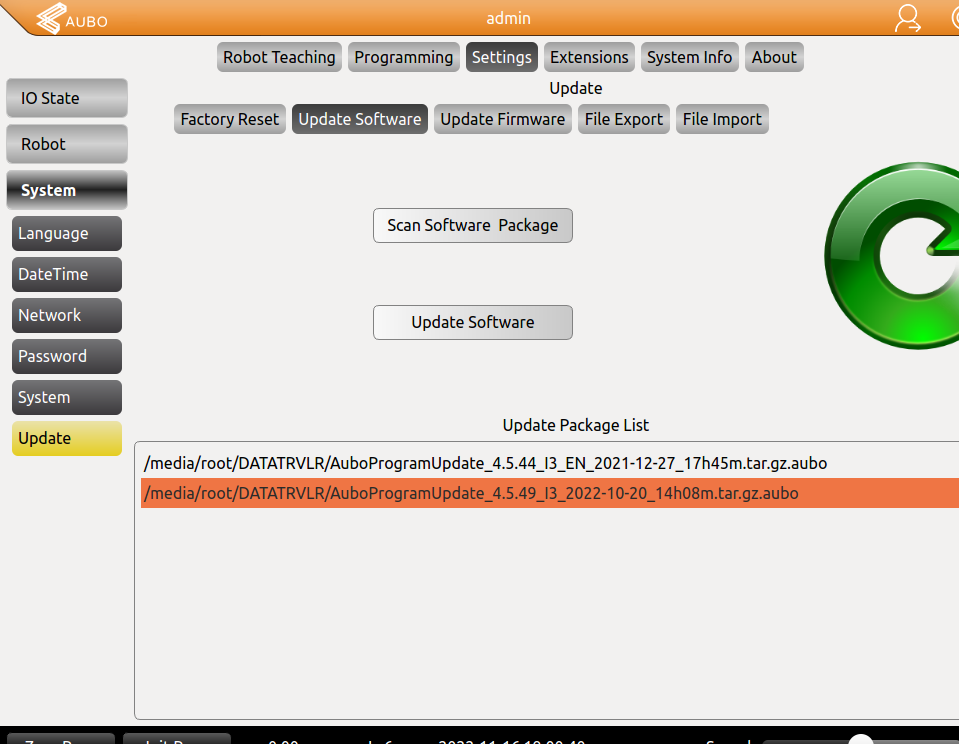 AUBO
admin
Robot Teaching Programming Settings Extensions System Info About
Update
Factory Reset Update Software Update Firmware File Export File Import
IO State
Robot
System
Language
DateTime
Network
Password
System
Update
Scan Software Package
Update Software
Update Package List
/media/root/DATATRVLR/AuboProgramUpdate_4.5.44_I3_EN_2021-12-27_17h45m.tar.gz.aubo
/media/root/DATATRVLR/AuboProgramUpdate_4.5.49_I3_2022-10-20_14h08m.tar.gz.aubo